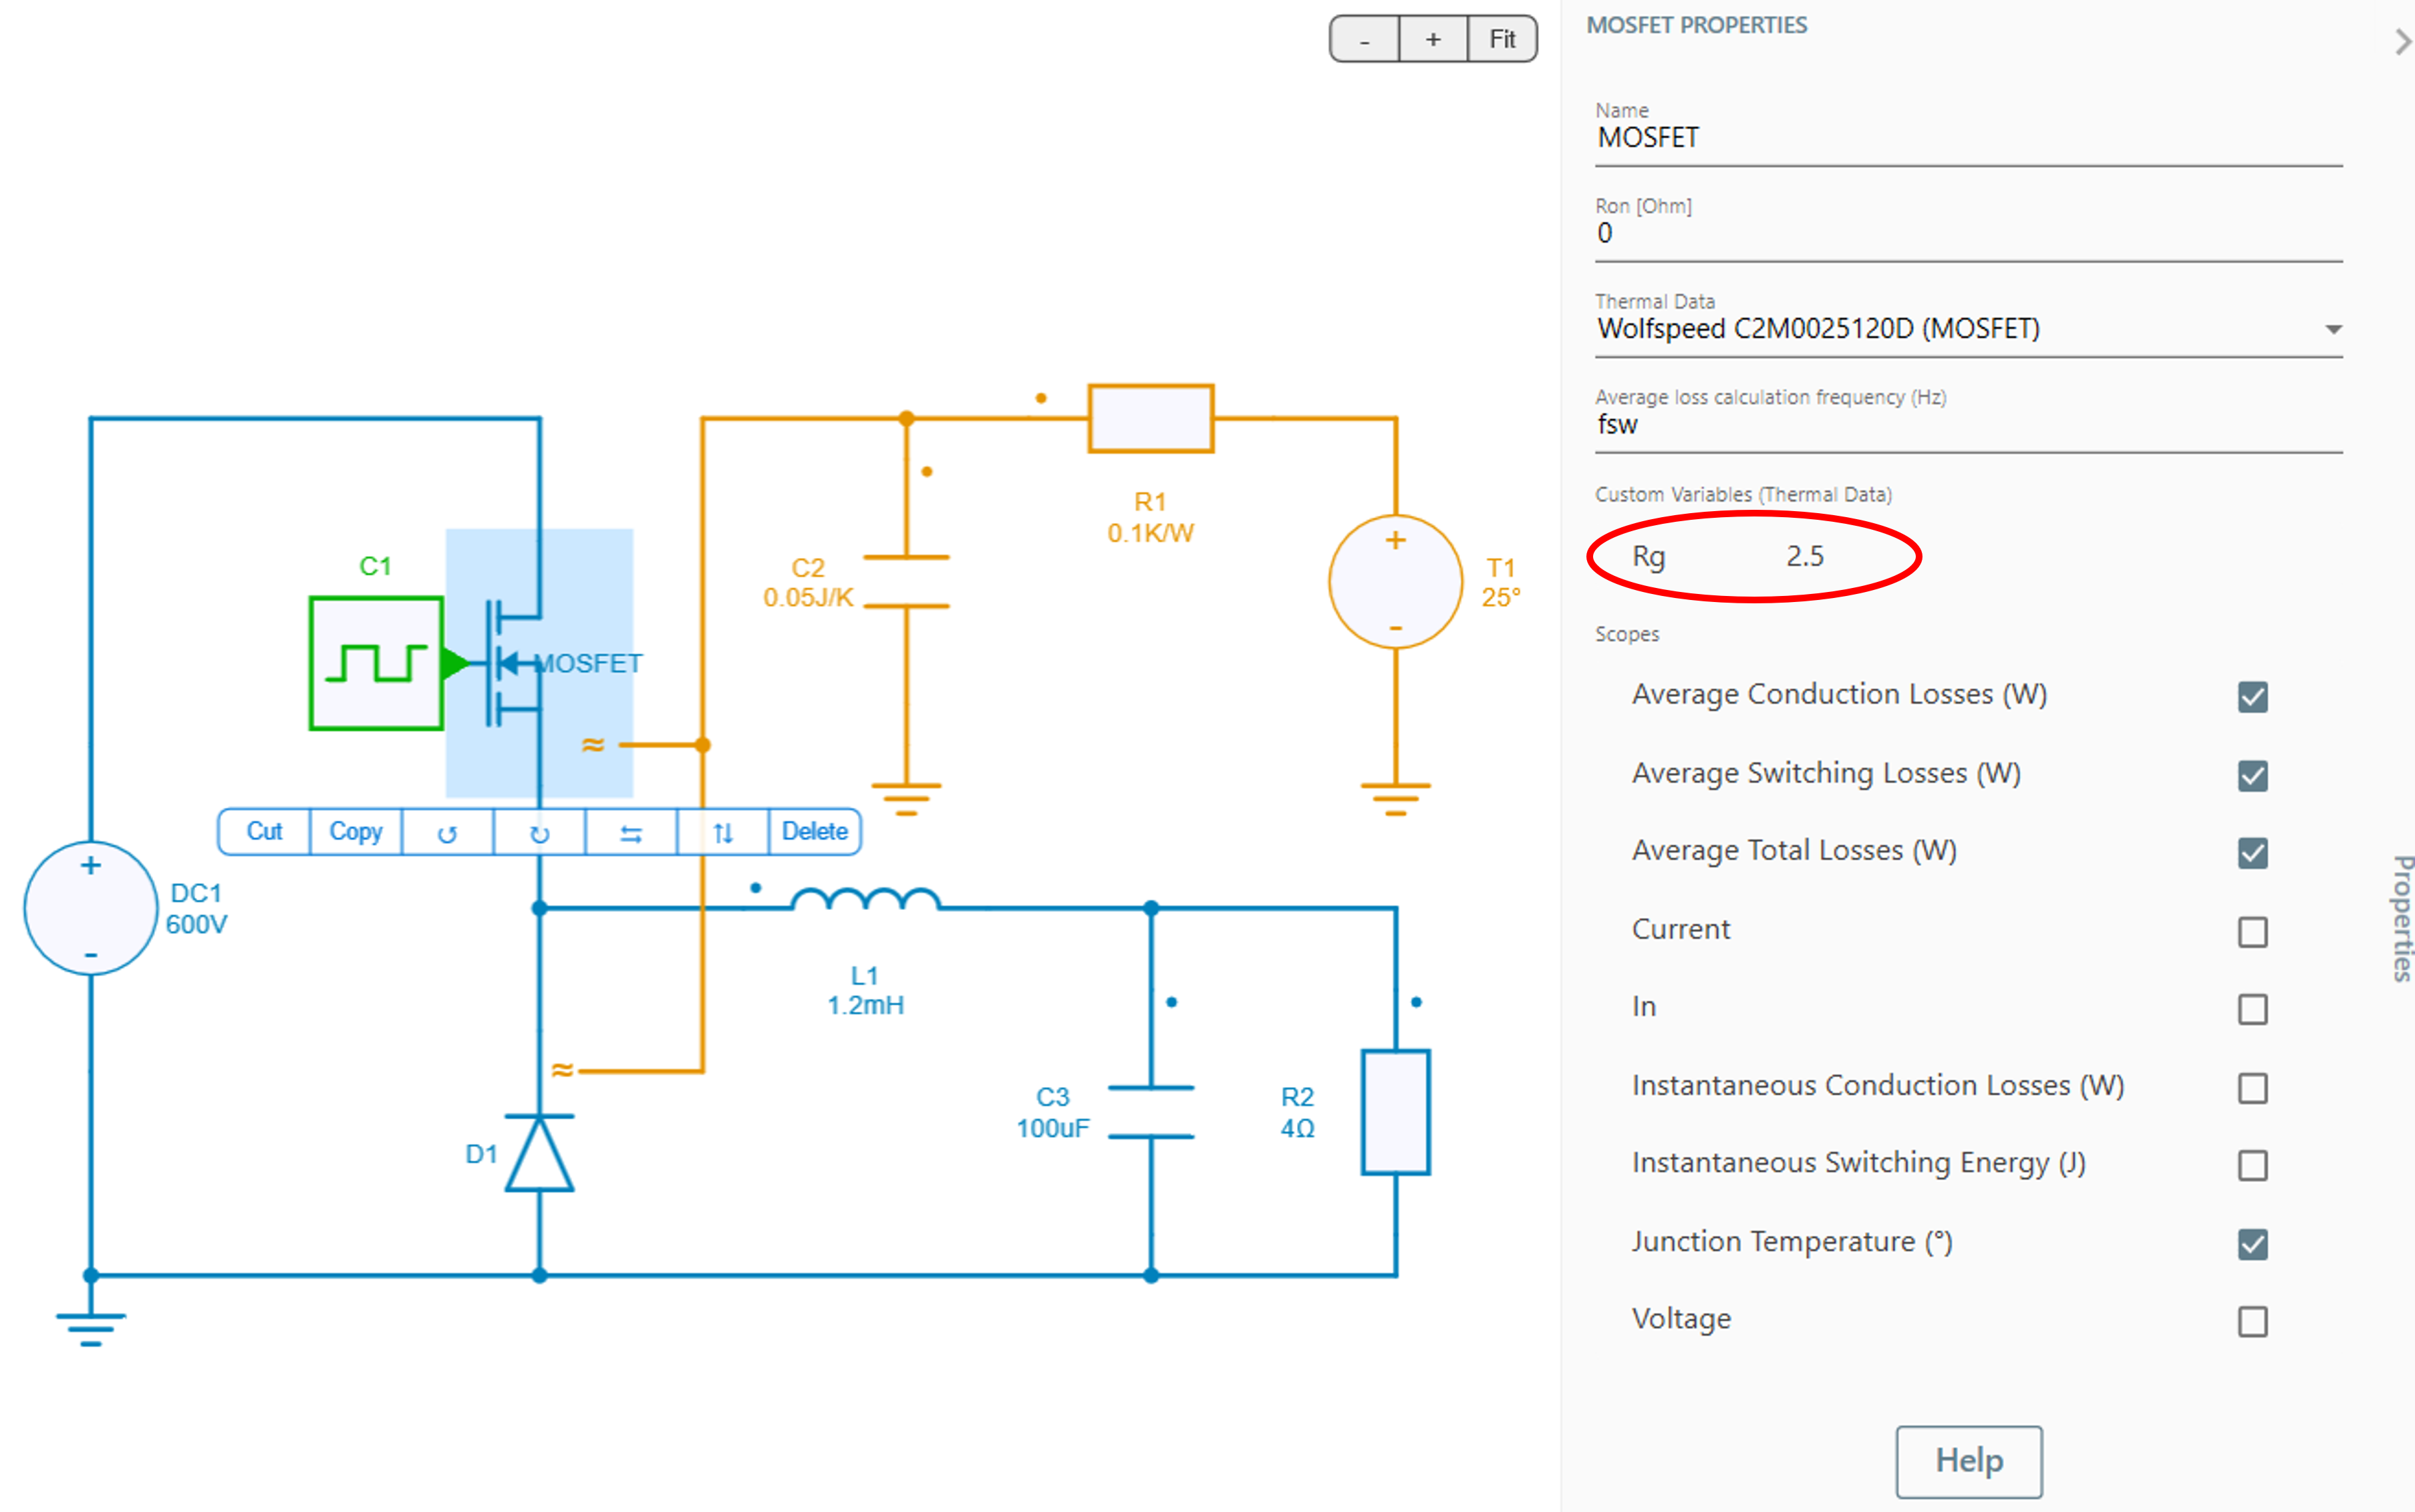 - + Fit
C1
MOSFET
≈
C2
0.05J/K
R1
0.1K/W
+
-
T1
25°
Cut Copy ↺ ↻ ⇆ ⇅ Delete
+
-
DC1
600V
L1
1.2mH
≈
D1
C3
100uF
R2
4Ω
MOSFET PROPERTIES
Name
MOSFET
Ron [Ohm]
0
Thermal Data
Wolfspeed C2M0025120D (MOSFET)
Average loss calculation frequency (Hz)
fsw
Custom Variables (Thermal Data)
Rg 2.5
Scopes
Average Conduction Losses (W)
Average Switching Losses (W)
Average Total Losses (W)
Current
In
Instantaneous Conduction Losses (W)
Instantaneous Switching Energy (J)
Junction Temperature (°)
Voltage
Help
Properties